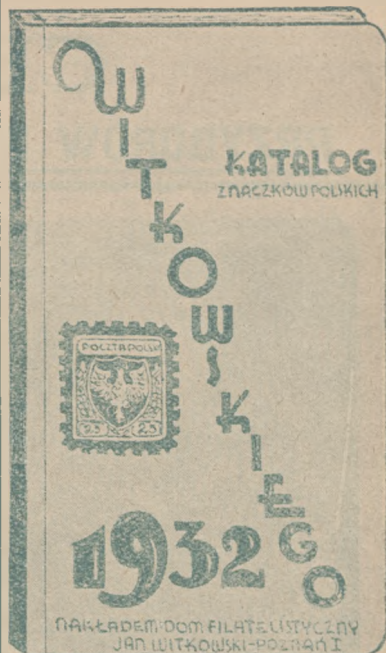 WITKOWSKIEGO
KATALOG
ZNACZKÓW POLSKICH
POCZTA POLSKA
25 25
1932
NAKŁADEM: DOM FILATELISTYCZNY
JAN WITKOWSKI-POZNAŃ I